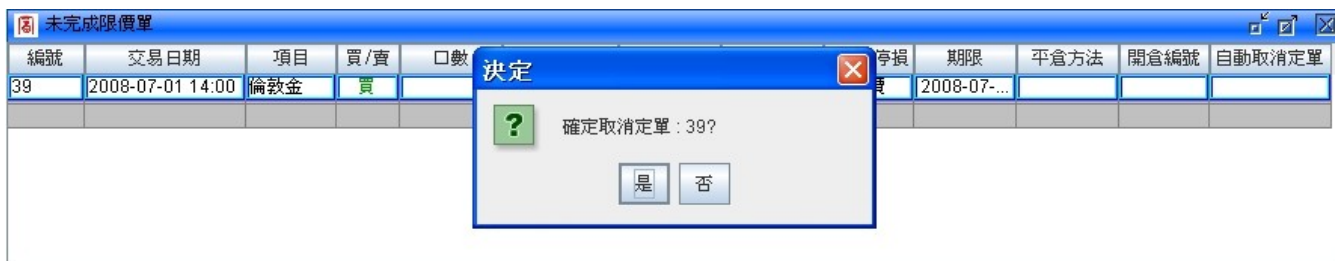 未完成限價單
編號 交易日期 項目 買/賣 口數 停損 期限 平倉方法 開倉編號 自動取消定單
39 2008-07-01 14:00 倫敦金 買 2008-07-...
決定
確定取消定單 : 39?
是 否